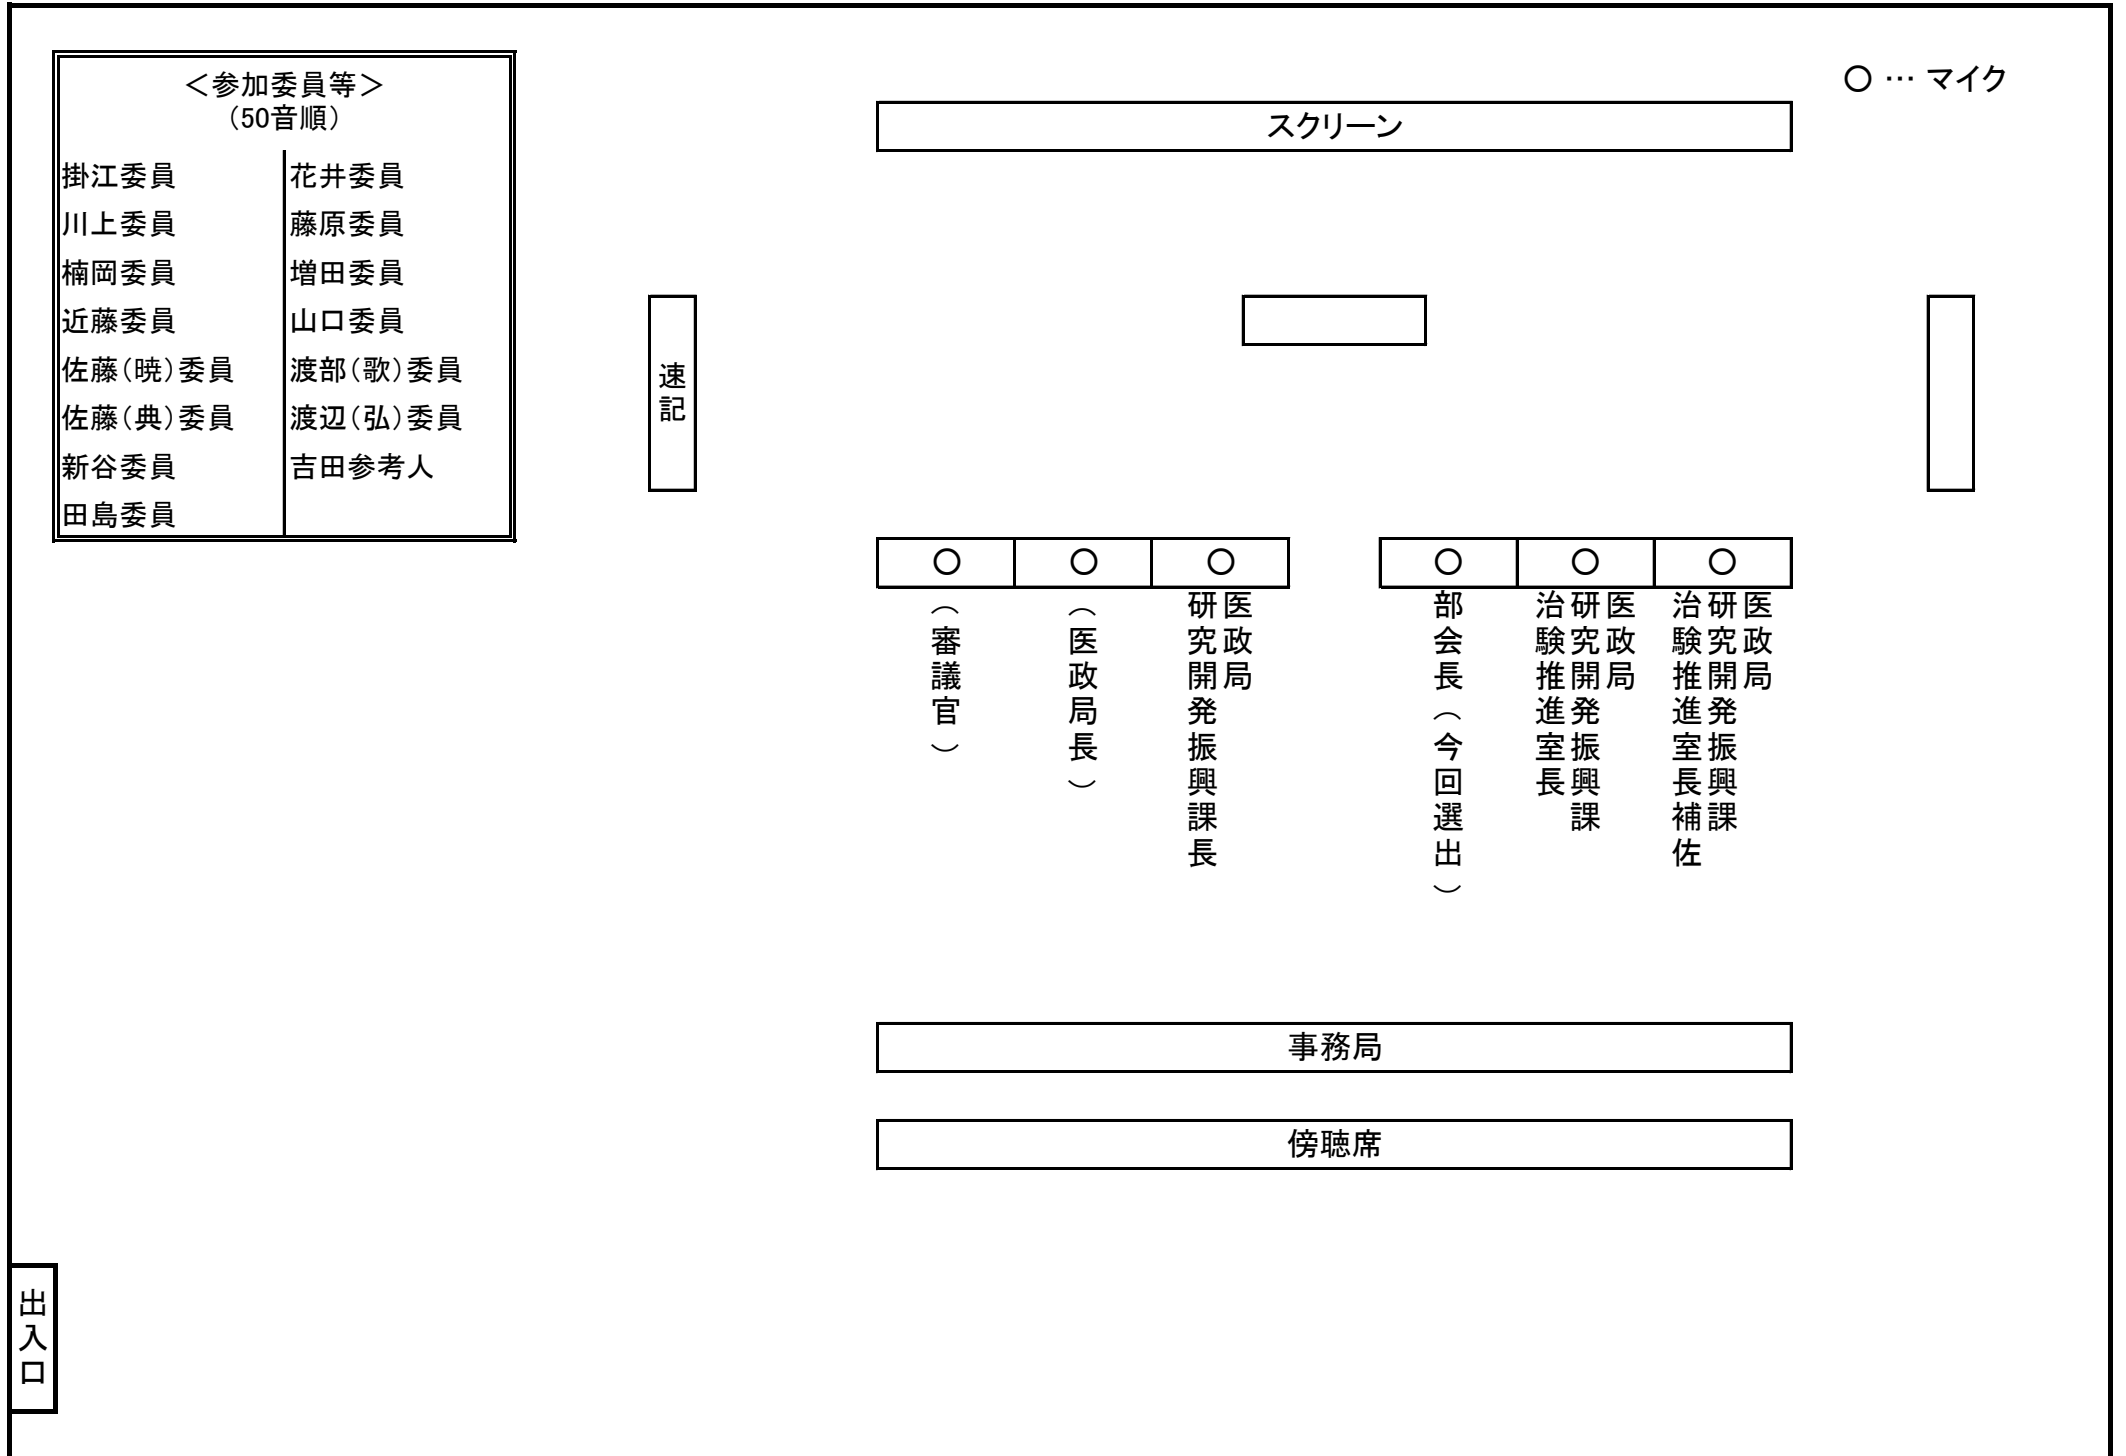 ＜参加委員等＞
（50音順）
掛江委員
川上委員
楠岡委員
近藤委員
佐藤（暁）委員
佐藤（典）委員
新谷委員
田島委員
花井委員
藤原委員
増田委員
山口委員
渡部（歌）委員
渡辺（弘）委員
吉田参考人
○ … マイク
スクリーン
速記
○
○
○
○
○
○
（審議官）
（医政局長）
医政局
研究開発振興課長
部会長（今回選出）
医政局
研究開発振興課
治験推進室長
医政局
研究開発振興課
治験推進室長補佐
事務局
傍聴席
出入口